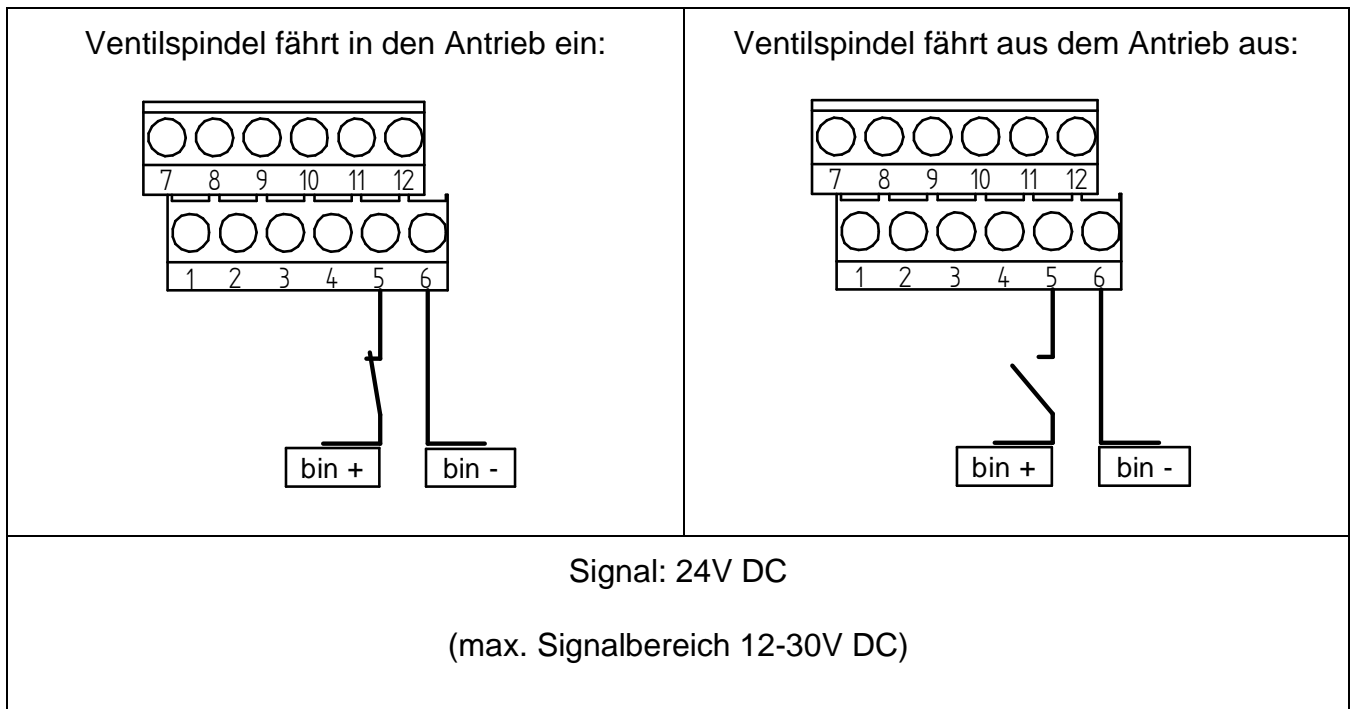 Ventilspindel fährt in den Antrieb ein:
7 8 9 10 11 12
1 2 3 4 5 6
bin + bin -
Ventilspindel fährt aus dem Antrieb aus:
7 8 9 10 11 12
1 2 3 4 5 6
bin + bin -
Signal: 24V DC
(max. Signalbereich 12-30V DC)